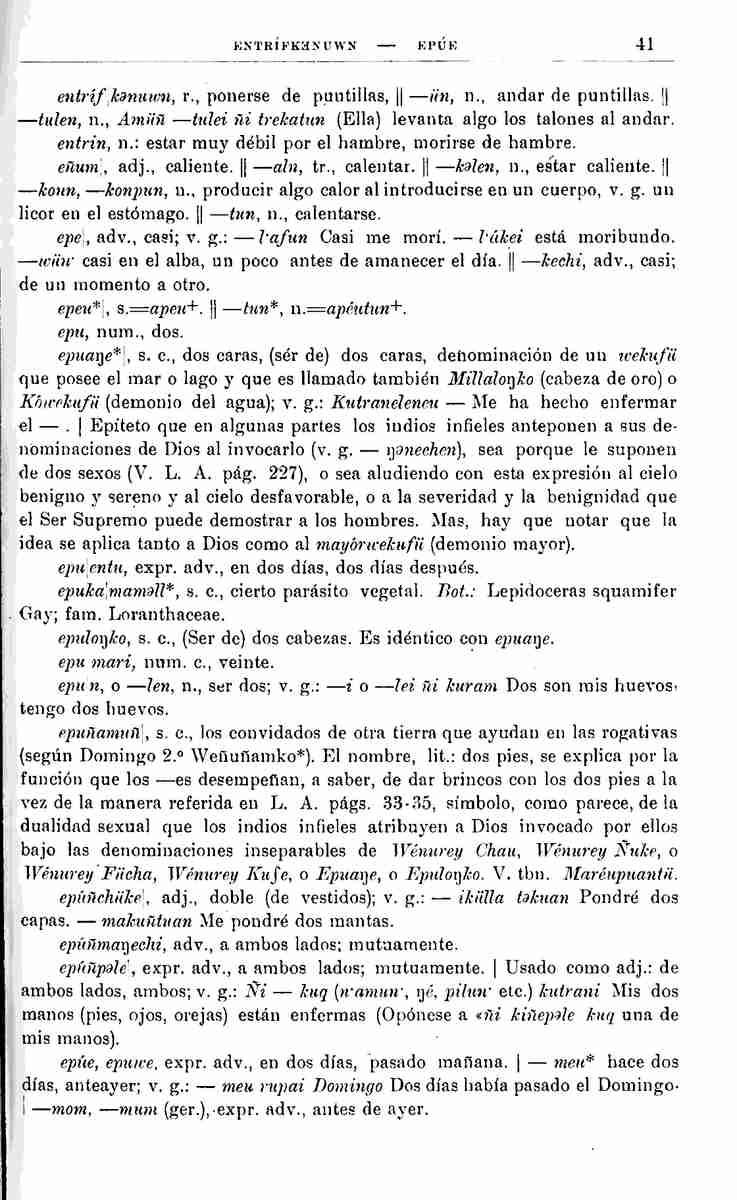 ENTRÍFKƏNUWN — EPÚE 41
entríf|kənuwn, r., ponerse de puntillas, || —ün, n., andar de puntillas. ||
—tulen, n., Amüñ —tulei ñi trekatun (Ella) levanta algo los talones al andar.
entrin, n.: estar muy débil por el hambre, morirse de hambre.
eñum|, adj., caliente. || —aln, tr., calentar. || —kəlen, n., estar caliente. ||
—konn, —konpun, n., producir algo calor al introducirse en un cuerpo, v. g. un
licor en el estómago. || —tun, n., calentarse.
epe|, adv., casi; v. g.: — l·afun Casi me morí. — l·ákei está moribundo.
—wün· casi en el alba, un poco antes de amanecer el día. || —kechi, adv., casi;
de un momento a otro.
epeu*|, s.=apeu+. || —tun*, n.=apéutun+.
epu, num., dos.
epuaŋe*|, s. c., dos caras, (sér de) dos caras, denominación de un wekufü
que posee el mar o lago y que es llamado también Millaloŋko (cabeza de oro) o
Kówekufü (demonio del agua); v. g.: Kutraneleneu — Me ha hecho enfermar
el — . | Epíteto que en algunas partes los indios infieles anteponen a sus de-
nominaciones de Dios al invocarlo (v. g. — ŋənechen), sea porque le suponen
de dos sexos (V. L. A. pág. 227), o sea aludiendo con esta expresión al cielo
benigno y sereno y al cielo desfavorable, o a la severidad y la benignidad que
el Ser Supremo puede demostrar a los hombres. Mas, hay que notar que la
idea se aplica tanto a Dios como al mayórwekufü (demonio mayor).
epu|entu, expr. adv., en dos días, dos días después.
epuka|maməll*, s. c., cierto parásito vegetal. Bot.: Lepidoceras squamifer
Gay; fam. Loranthaceae.
epuloŋko, s. c., (Ser de) dos cabezas. Es idéntico con epuaŋe.
epu mari, num. c., veinte.
epu|n, o —len, n., ser dos; v. g.: —i o —lei ñi kuram Dos son mis huevos,
tengo dos huevos.
epuñamuñ|, s. c., los convidados de otra tierra que ayudan en las rogativas
(según Domingo 2.º Weñuñamko*). El nombre, lit.: dos pies, se explica por la
función que los —es desempeñan, a saber, de dar brincos con los dos pies a la
vez de la manera referida en L. A. págs. 33-35, símbolo, como parece, de la
dualidad sexual que los indios infieles atribuyen a Dios invocado por ellos
bajo las denominaciones inseparables de Wénurey Chau, Wénurey Ñuke, o
Wénurey Fücha, Wénurey Kuʃe, o Epuaŋe, o Epuloŋko. V. tbn. Maréupuantü.
epúñchüke|, adj., doble (de vestidos); v. g.: — ikülla təkuan Pondré dos
capas. — makuñtuan Me pondré dos mantas.
epúñmaŋechi, adv., a ambos lados; mutuamente.
epúñpəle|, expr. adv., a ambos lados; mutuamente. | Usado como adj.: de
ambos lados, ambos; v. g.: Ñi — kuq (n·amun·, ŋé, pilun· etc.) kutrani Mis dos
manos (pies, ojos, orejas) están enfermas (Opónese a «ñi kiñepəle kuq una de
mis manos).
epúe, epuwe, expr. adv., en dos días, pasado mañana. | — meu* hace dos
días, anteayer; v. g.: — meu rupai Domingo Dos días había pasado el Domingo·
| —mom, —mum (ger.), expr. adv., antes de ayer.